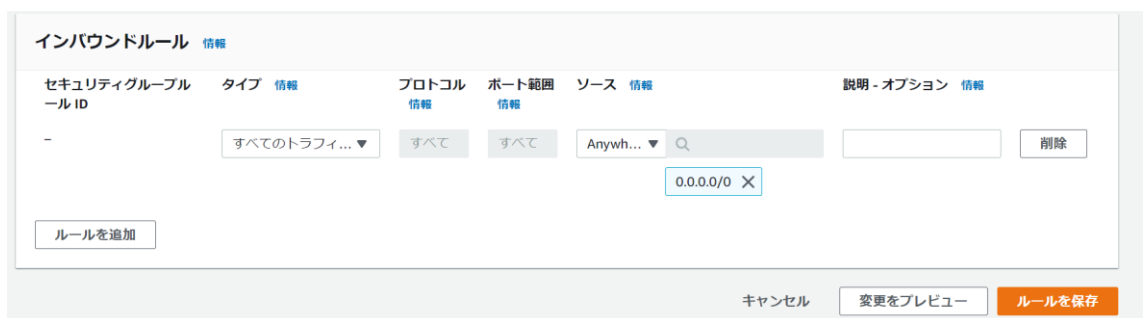 インバウンドルール 情報
セキュリティグループル
ール ID
タイプ 情報
プロトコル
情報
ポート範囲
情報
ソース 情報
説明 - オプション 情報
–
すべてのトラフィ... ▼
すべて
すべて
Anywh... ▼
削除
0.0.0.0/0 ✕
ルールを追加
キャンセル
変更をプレビュー
ルールを保存